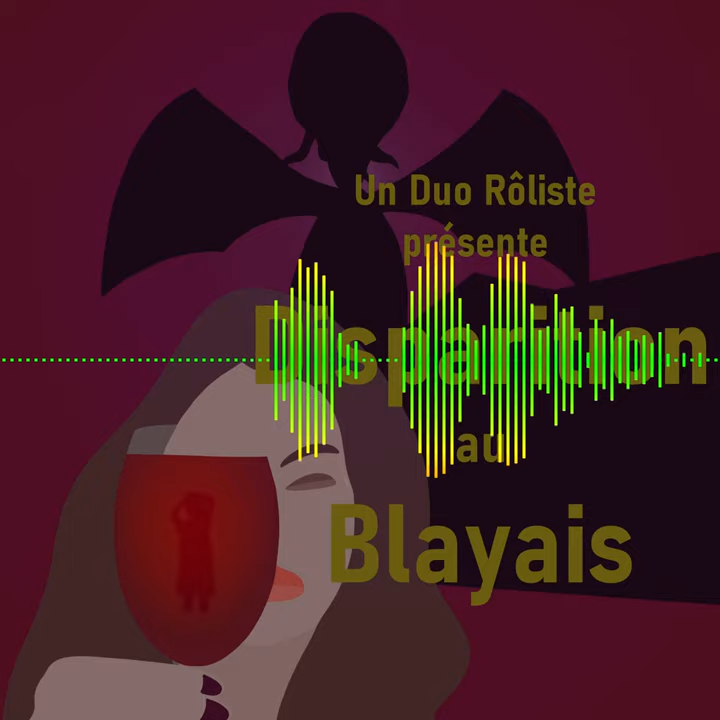 Un Duo Rôliste
présente
Disparition
au
Blayais